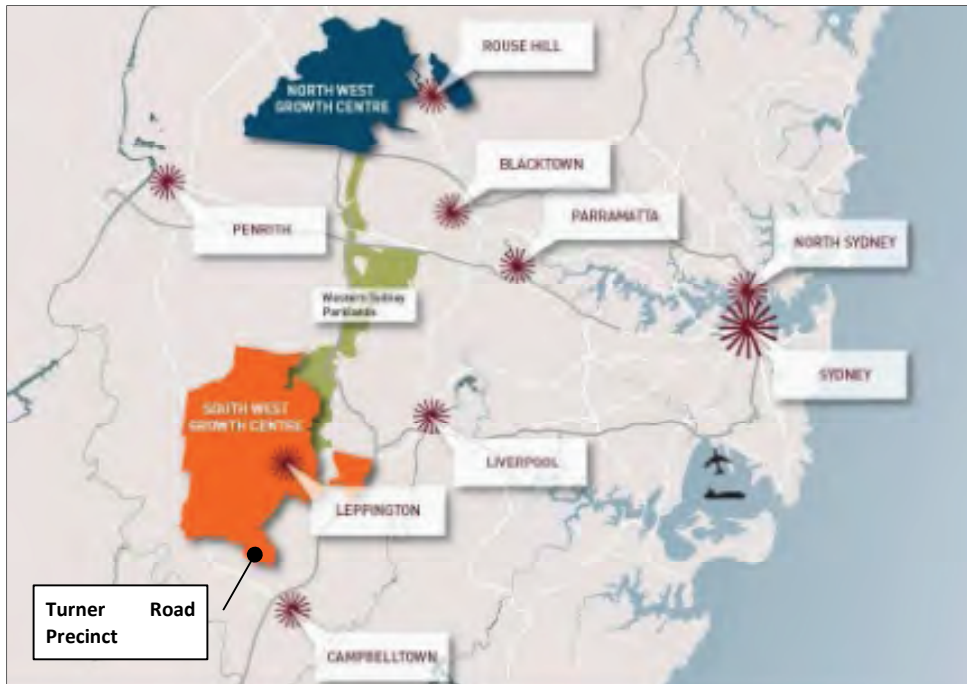 ROUSE HILL
NORTH WEST
GROWTH CENTRE
BLACKTOWN
PARRAMATTA
PENRITH
NORTH SYDNEY
Western Sydney
Parklands
SYDNEY
SOUTH WEST
GROWTH CENTRE
LIVERPOOL
LEPPINGTON
Turner Road
Precinct
CAMPBELLTOWN